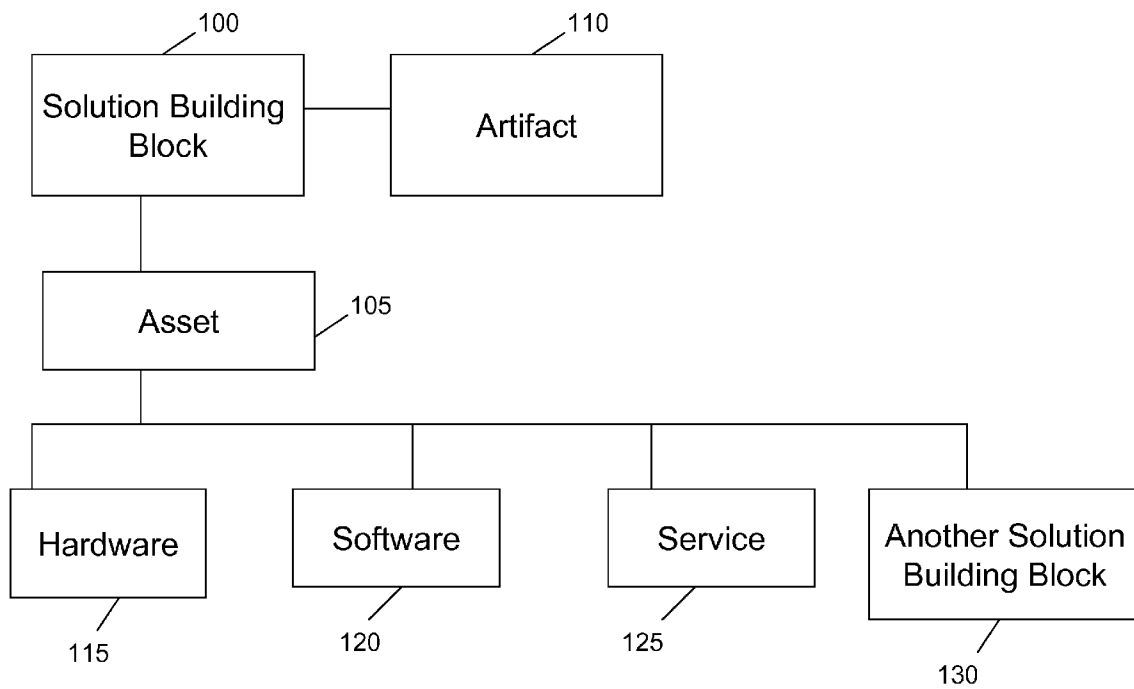 100
110
Solution Building
Block
Artifact
Asset
105
Hardware
Software
Service
Another Solution
Building Block
115
120
125
130